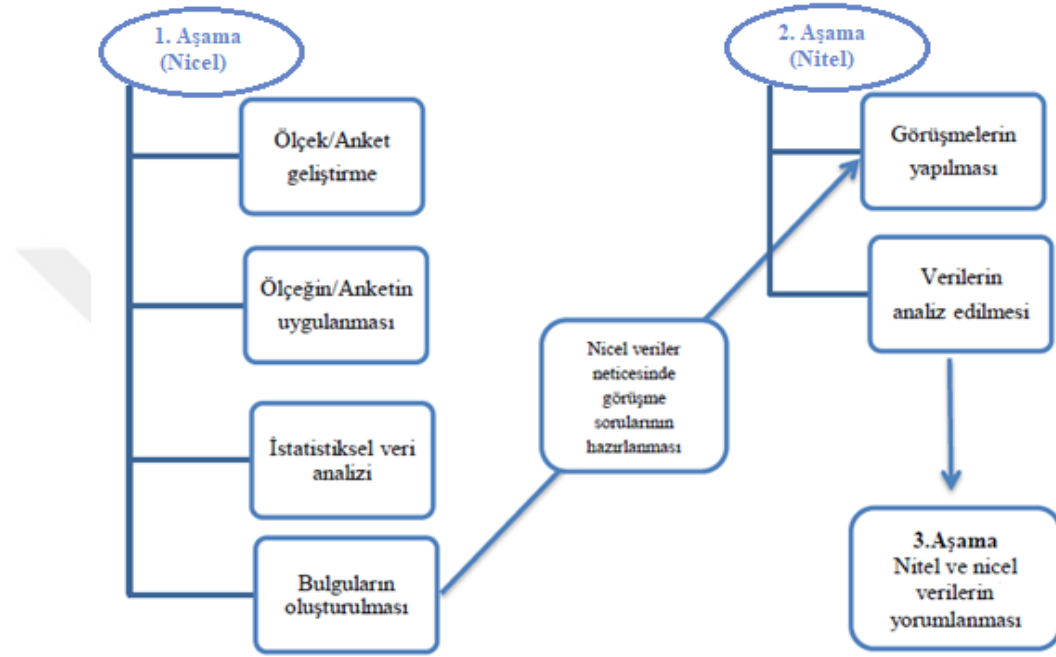 1. Aşama
(Nicel)
Ölçek/Anket
geliştirme
Ölçeğin/Anketin
uygulanması
İstatistiksel veri
analizi
Bulguların
oluşturulması
Nicel veriler
neticesinde
görüşme
sorularının
hazırlanması
2. Aşama
(Nitel)
Görüşmelerin
yapılması
Verilerin
analiz edilmesi
3.Aşama
Nitel ve nicel
verilerin
yorumlanması